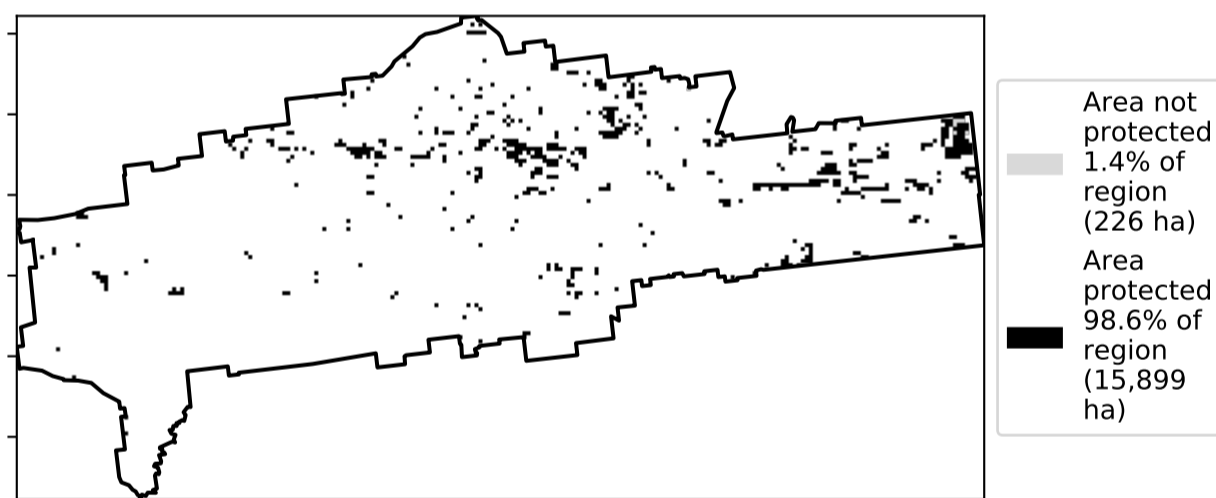 Area not
protected
1.4% of
region
(226 ha)
Area
protected
98.6% of
region
(15,899
ha)